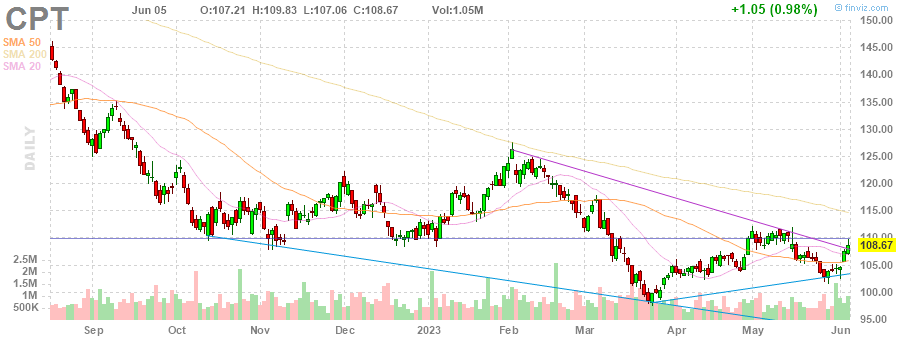 CPT Jun 05 O:107.21 H:109.83 L:107.06 C:108.67 Vol:1.05M +1.05 (0.98%) @ finviz.com
SMA 50
SMA 200
SMA 20
DAILY
150.00
145.00
140.00
135.00
130.00
125.00
120.00
115.00
110.00
108.67
105.00
100.00
95.00
2.5M
2M
1.5M
1M
500K
Sep Oct Nov Dec 2023 Feb Mar Apr May Jun